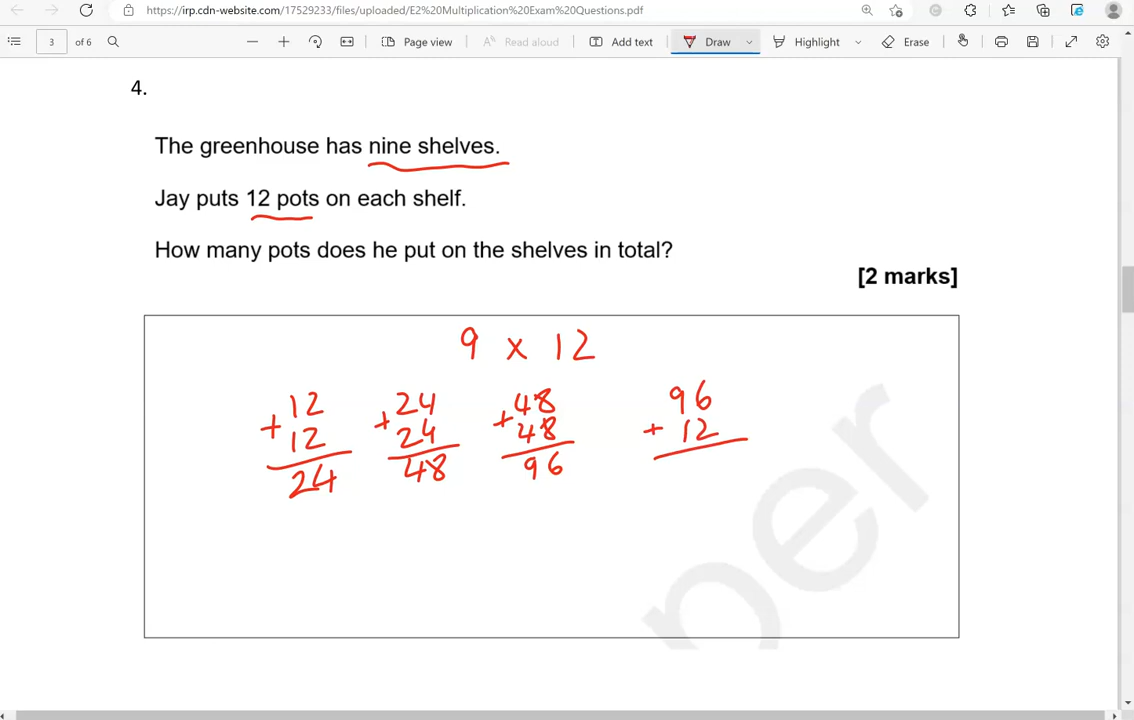 https://irp.cdn-website.com/17529233/files/uploaded/E2%20Multiplication%20Exam%20Questions.pdf
3 of 6 Page view Read aloud Add text Draw Highlight Erase
4.
The greenhouse has nine shelves.
Jay puts 12 pots on each shelf.
How many pots does he put on the shelves in total?
[2 marks]
9 x 12
12 24 48 96
+12 +24 +48 +12
24 48 96
per